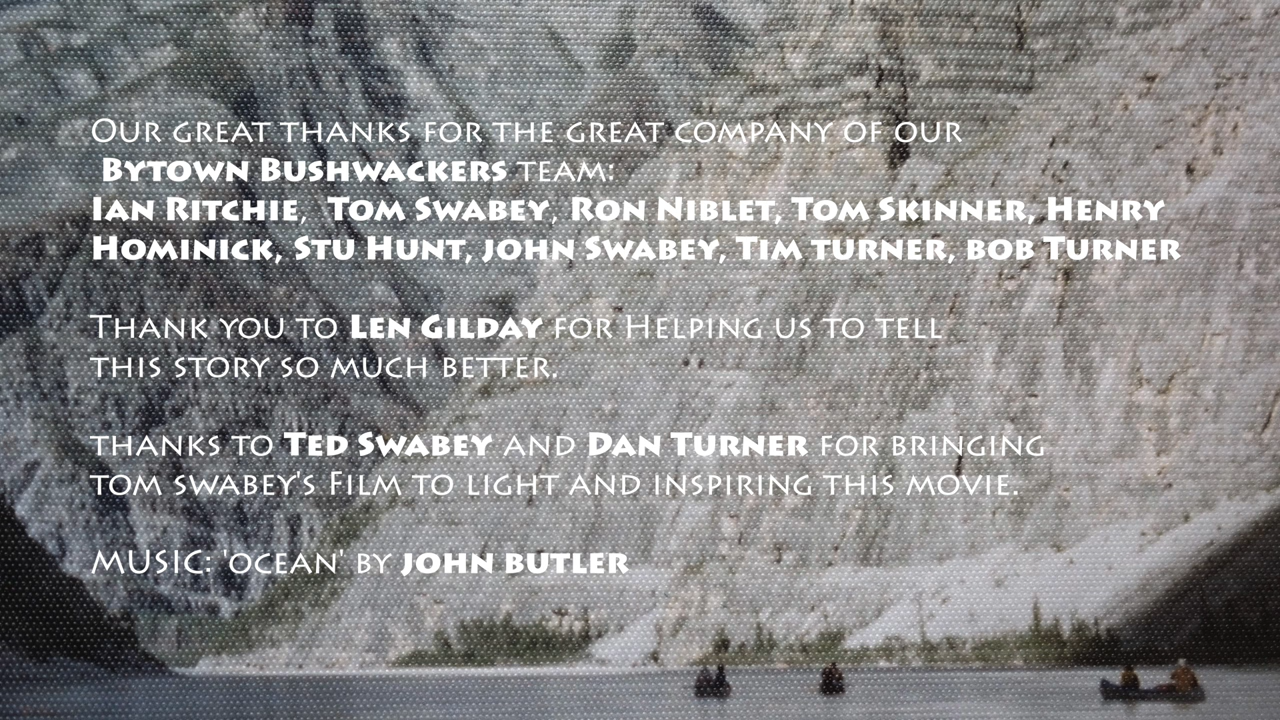 Our great thanks for the great company of our
Bytown Bushwackers team:
Ian Ritchie, Tom Swabey, Ron Niblet, Tom Skinner, Henry
Hominick, Stu Hunt, John Swabey, Tim Turner, Bob Turner
Thank you to Len Gilday for Helping us to tell
this story so much better.
thanks to Ted Swabey and Dan Turner for bringing
tom swabey's Film to light and inspiring this movie.
Music: 'Ocean' by John Butler